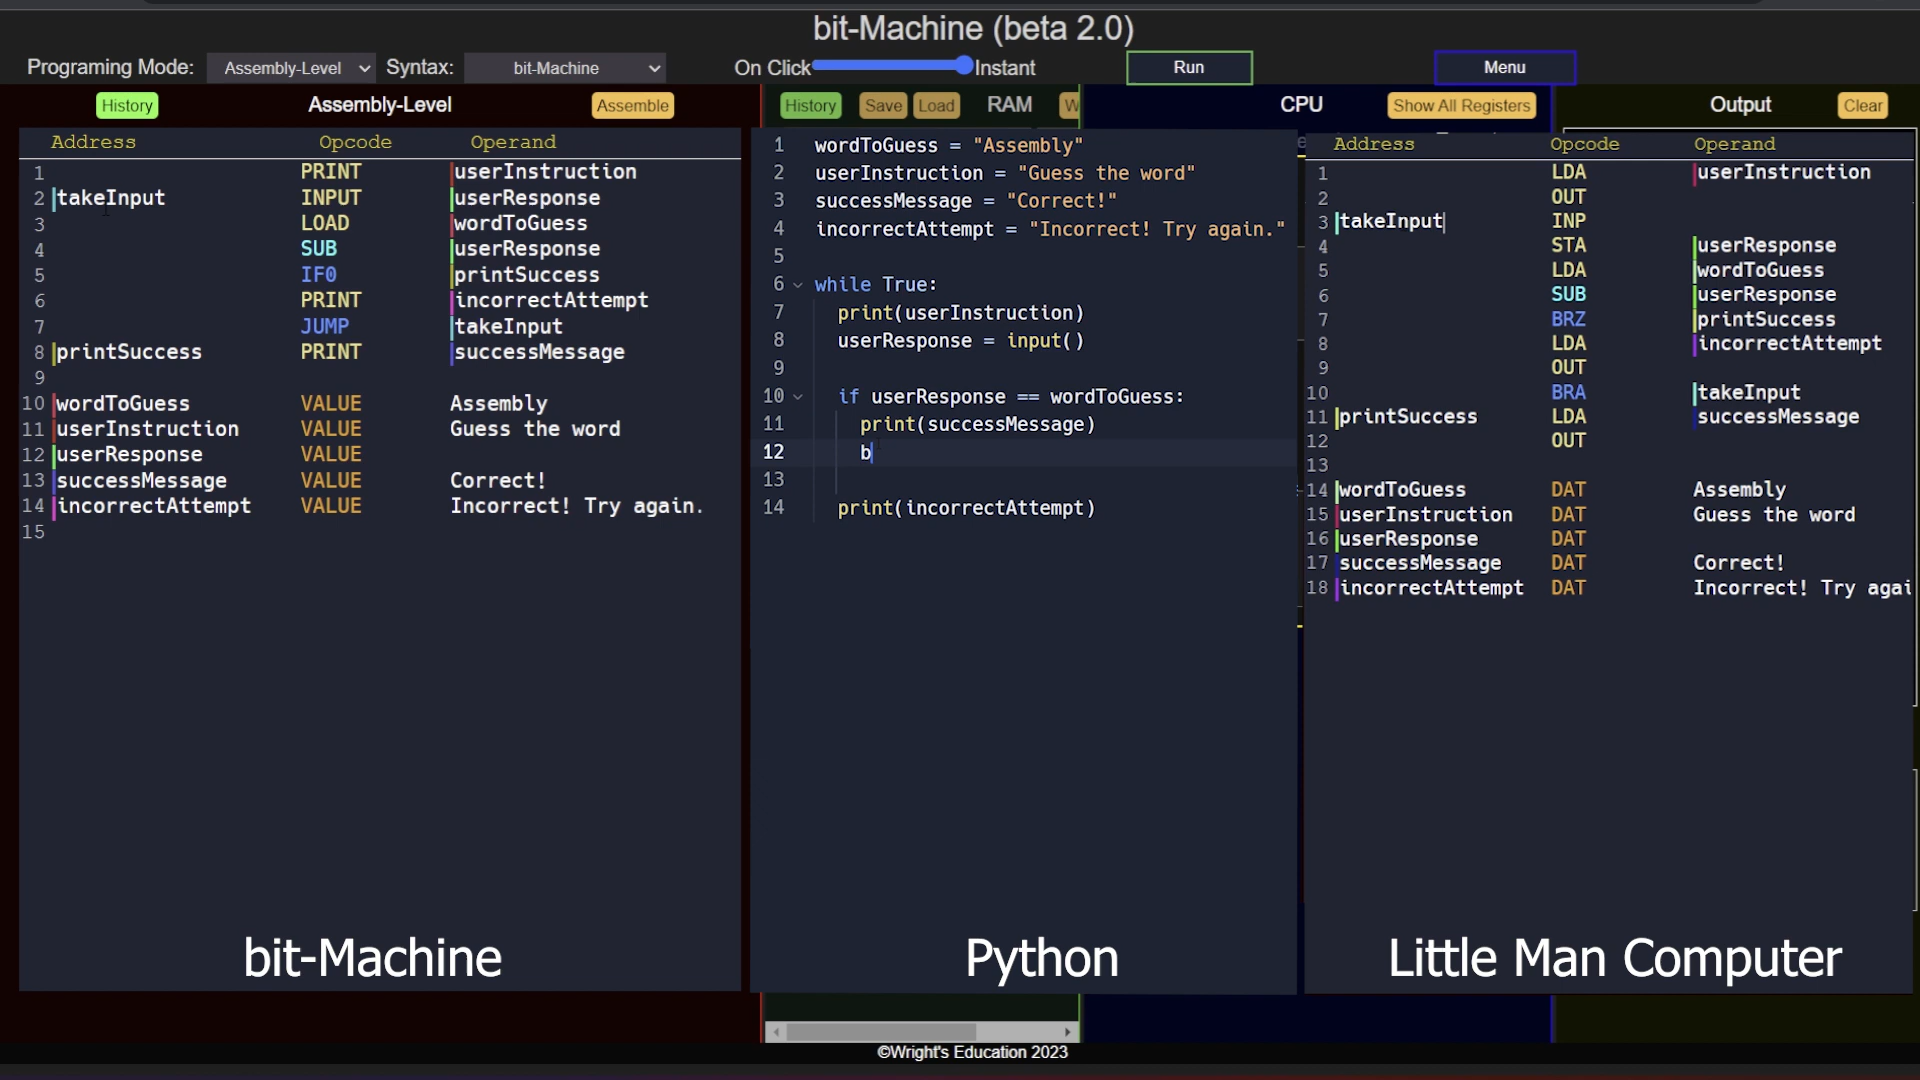 bit-Machine (beta 2.0)
Programing Mode: Assembly-Level Syntax: bit-Machine On Click Instant Run Menu
History Assembly-Level Assemble
Address Opcode Operand
1 PRINT userInstruction
2 takeInput INPUT userResponse
3 LOAD wordToGuess
4 SUB userResponse
5 IF0 printSuccess
6 PRINT incorrectAttempt
7 JUMP takeInput
8 printSuccess PRINT successMessage
9
10 wordToGuess VALUE Assembly
11 userInstruction VALUE Guess the word
12 userResponse VALUE
13 successMessage VALUE Correct!
14 incorrectAttempt VALUE Incorrect! Try again.
15
bit-Machine
History Save Load RAM W
1 wordToGuess = "Assembly"
2 userInstruction = "Guess the word"
3 successMessage = "Correct!"
4 incorrectAttempt = "Incorrect! Try again."
5
6 while True:
7 print(userInstruction)
8 userResponse = input()
9
10 if userResponse == wordToGuess:
11 print(successMessage)
12 b
13
14 print(incorrectAttempt)
Python
CPU Show All Registers Output Clear
Address Opcode Operand
1 LDA userInstruction
2 OUT
3 takeInput INP
4 STA userResponse
5 LDA wordToGuess
6 SUB userResponse
7 BRZ printSuccess
8 LDA incorrectAttempt
9 OUT
10 BRA takeInput
11 printSuccess LDA successMessage
12 OUT
13
14 wordToGuess DAT Assembly
15 userInstruction DAT Guess the word
16 userResponse DAT
17 successMessage DAT Correct!
18 incorrectAttempt DAT Incorrect! Try agai
Little Man Computer
©Wright's Education 2023